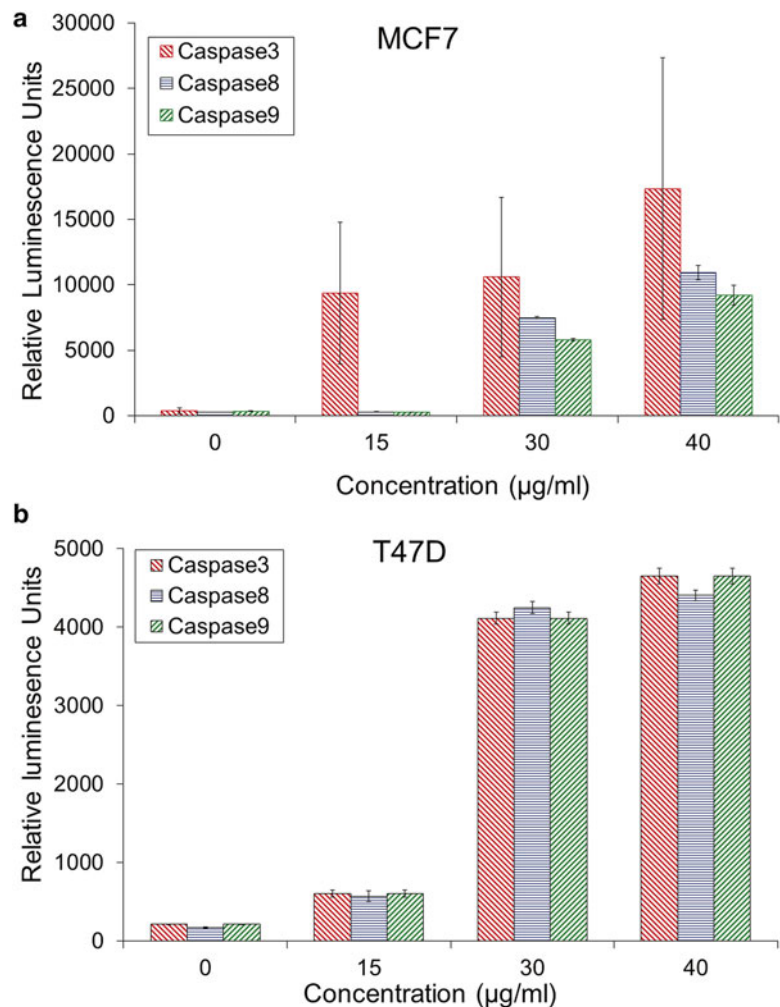 a
MCF7
Relative Luminescence Units
30000
25000
20000
15000
10000
5000
0
Caspase3
Caspase8
Caspase9
0 15 30 40
Concentration (µg/ml)
b
T47D
Relative luminesence Units
5000
4000
3000
2000
1000
0
Caspase3
Caspase8
Caspase9
0 15 30 40
Concentration (µg/ml)